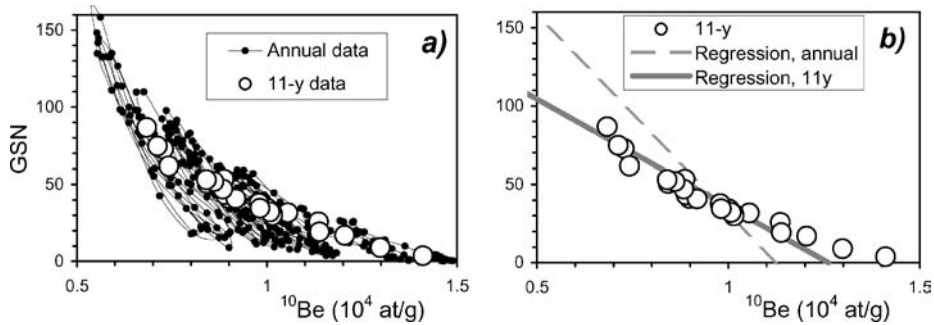 a)
Annual data
11-y data
GSN
150
100
50
0
0.5
1
1.5
¹⁰Be (10⁴ at/g)
b)
11-y
Regression, annual
Regression, 11y
150
100
50
0
0.5
1
1.5
¹⁰Be (10⁴ at/g)